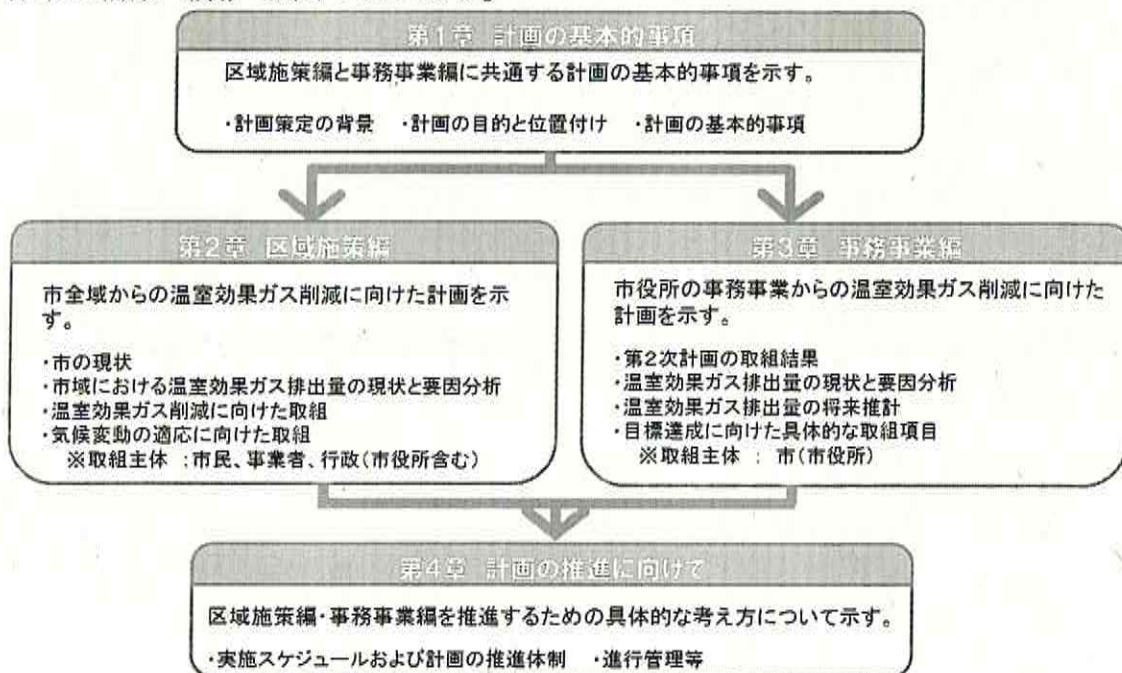 第1章 計画の基本的事項
区域施策編と事務事業編に共通する計画の基本的事項を示す。
・計画策定の背景 ・計画の目的と位置付け ・計画の基本的事項
第2章 区域施策編
市全域からの温室効果ガス削減に向けた計画を示
す。
・市の現状
・市域における温室効果ガス排出量の現状と要因分析
・温室効果ガス削減に向けた取組
・気候変動の適応に向けた取組
※取組主体 :市民、事業者、行政(市役所含む)
第3章 事務事業編
市役所の事務事業からの温室効果ガス削減に向けた
計画を示す。
・第2次計画の取組結果
・温室効果ガス排出量の現状と要因分析
・温室効果ガス排出量の将来推計
・目標達成に向けた具体的な取組項目
※取組主体 : 市(市役所)
第4章 計画の推進に向けて
区域施策編・事務事業編を推進するための具体的な考え方について示す。
・実施スケジュールおよび計画の推進体制 ・進行管理等